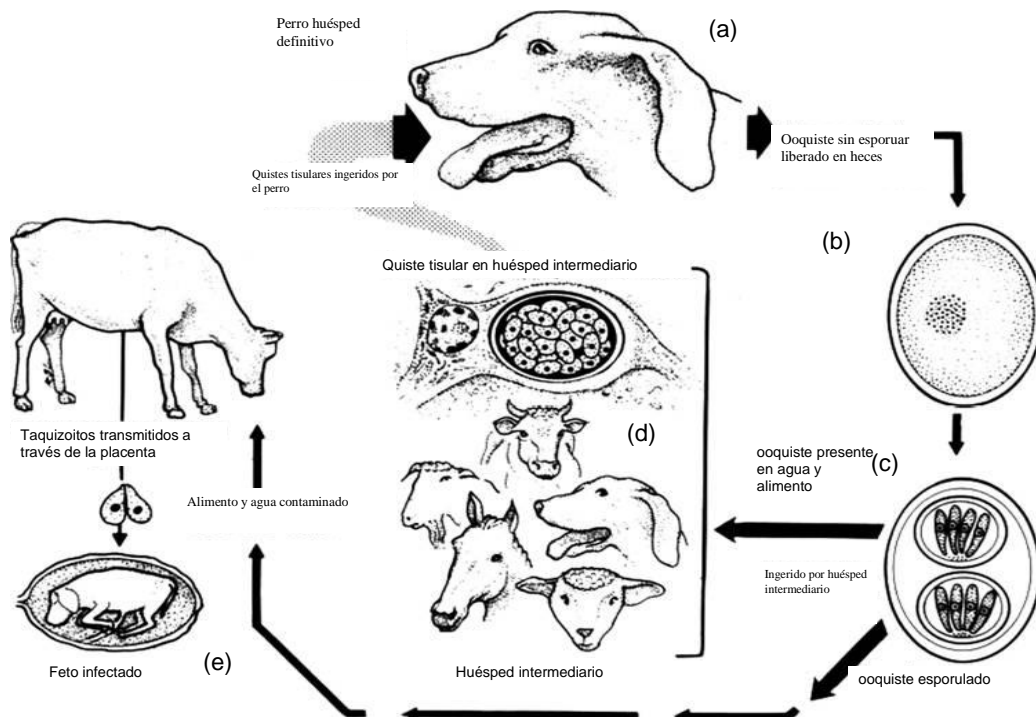 Perro huésped
definitivo
(a)
Ooquiste sin esporuar
liberado en heces
Quistes tisulares ingeridos por
el perro
(b)
Quiste tisular en huésped intermediario
(d)
Taquizoitos transmitidos a
través de la placenta
ooquiste presente
en agua y
alimento
(c)
Alimento y agua contaminado
Ingerido por huésped
intermediario
Feto infectado
(e)
Huésped intermediario
ooquiste esporulado